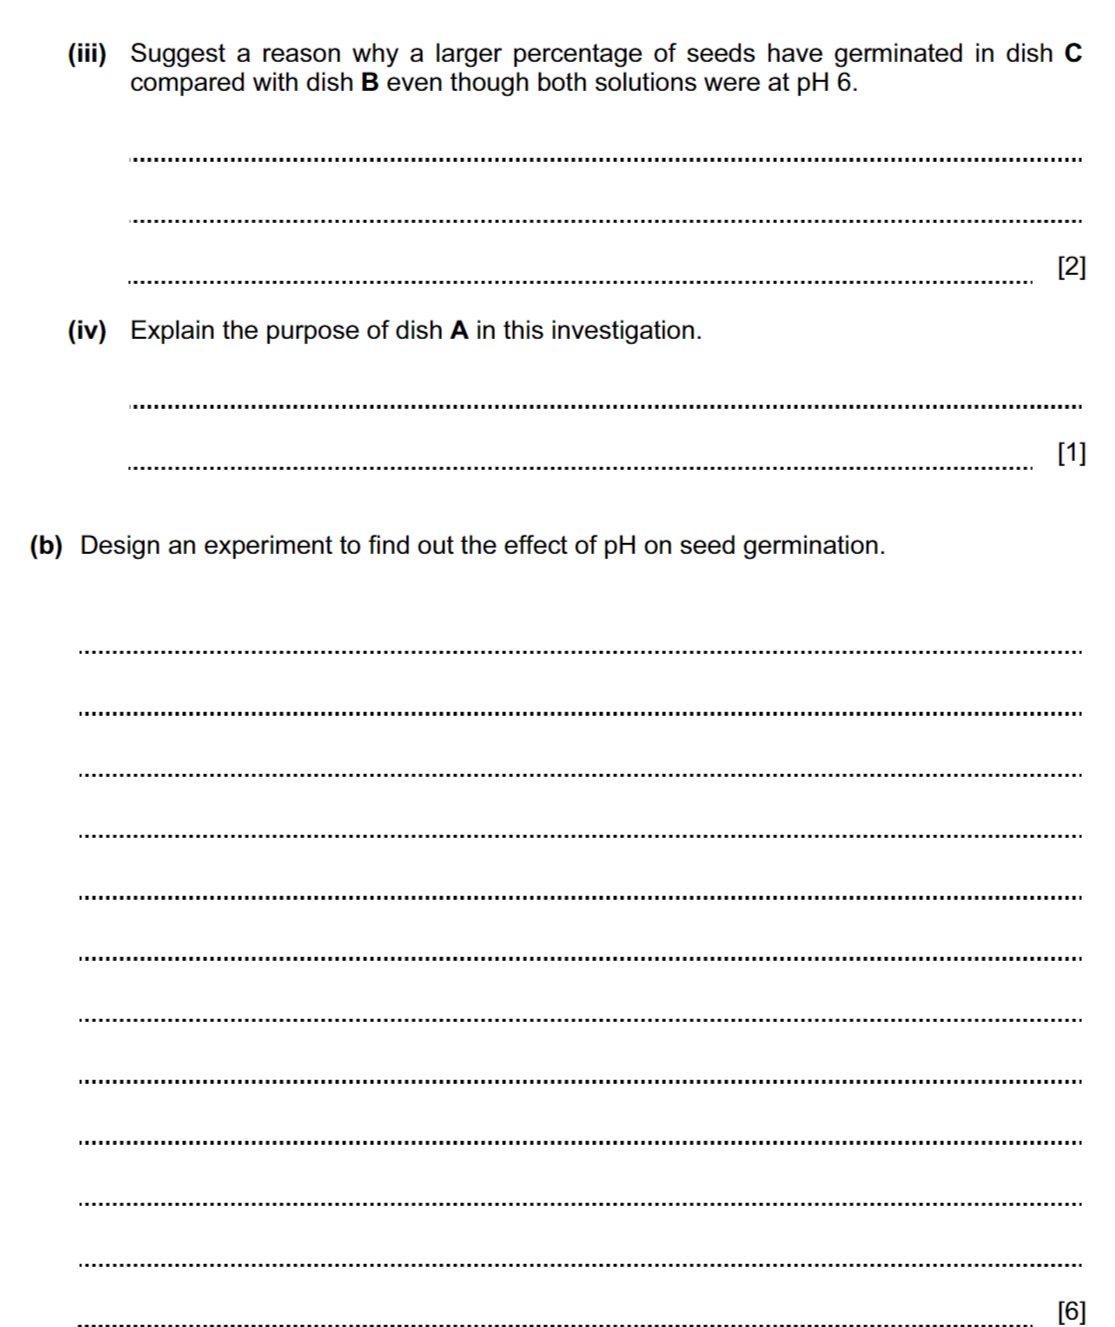 (iii) Suggest a reason why a larger percentage of seeds have germinated in dish C
compared with dish B even though both solutions were at pH 6.
[2]
(iv) Explain the purpose of dish A in this investigation.
[1]
(b) Design an experiment to find out the effect of pH on seed germination.
[6]